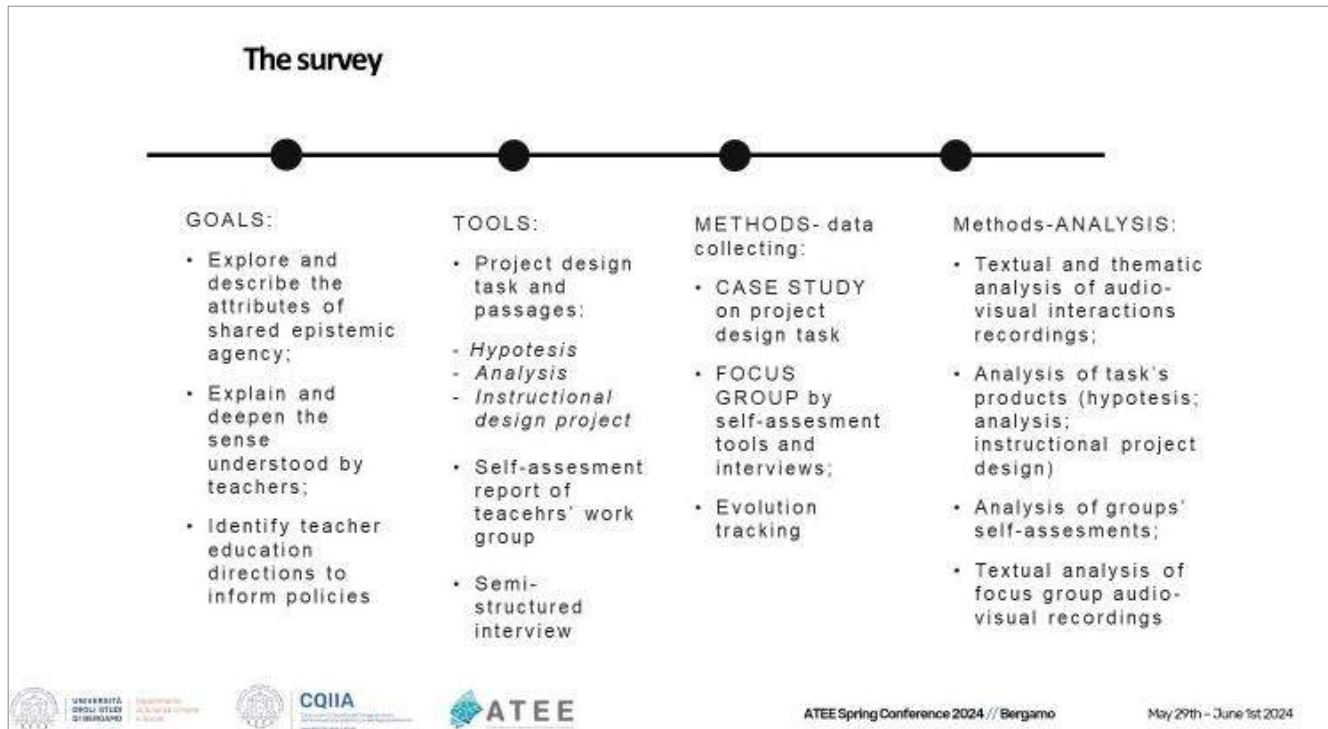 The survey
GOALS:
• Explore and
describe the
attributes of
shared epistemic
agency;
• Explain and
deepen the
sense
understood by
teachers;
• Identify teacher
education
directions to
inform policies
TOOLS:
• Project design
task and
passages:
- Hypotesis
- Analysis
- Instructional
design project
• Self-assesment
report of
teacehrs' work
group
• Semi-
structured
interview
METHODS- data
collecting:
• CASE STUDY
on project
design task
• FOCUS
GROUP by
self-assesment
tools and
interviews;
• Evolution
tracking
Methods-ANALYSIS:
• Textual and thematic
analysis of audio-
visual interactions
recordings;
• Analysis of task's
products (hypotesis;
analysis;
instructional project
design)
• Analysis of groups'
self-assesments;
• Textual analysis of
focus group audio-
visual recordings
UNIVERSITÀ
DEGLI STUDI
DI BERGAMO
CQIIA
ATEE
ATEE Spring Conference 2024 // Bergamo
May 29th – June 1st 2024